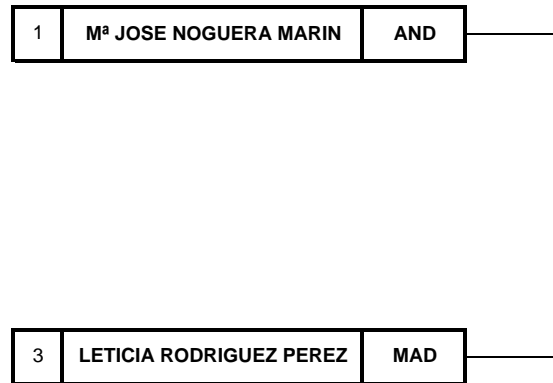 1 Mª JOSE NOGUERA MARIN AND
3 LETICIA RODRIGUEZ PEREZ MAD